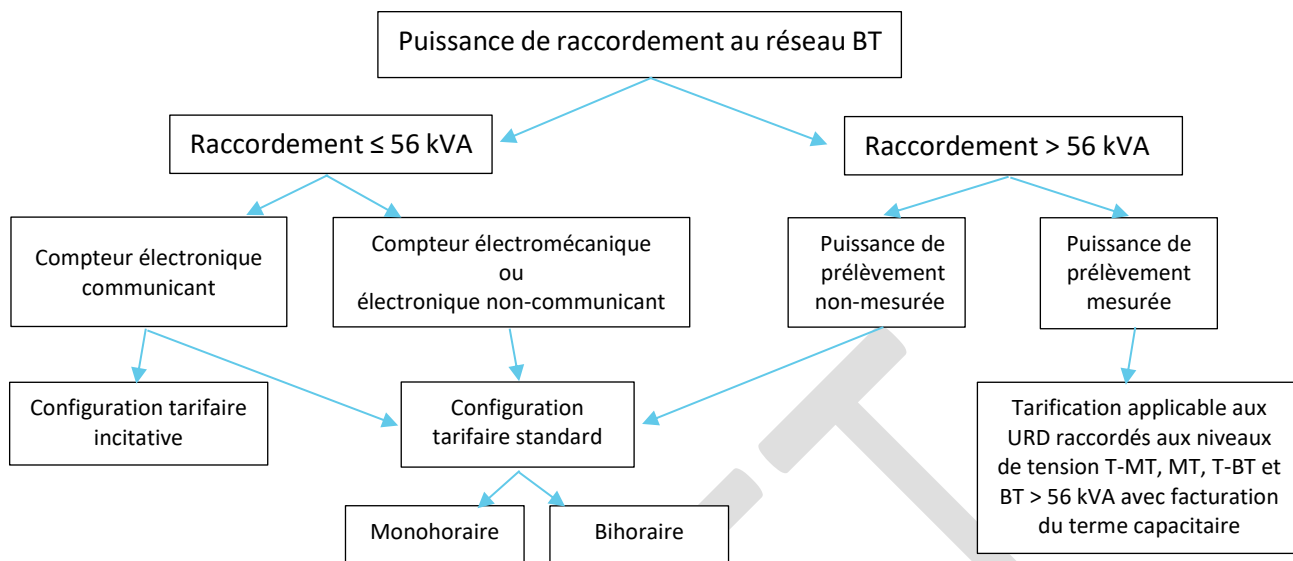 Puissance de raccordement au réseau BT
Raccordement ≤ 56 kVA
Raccordement > 56 kVA
Compteur électronique
communicant
Compteur électromécanique
ou
électronique non-communicant
Puissance de
prélèvement
non-mesurée
Puissance de
prélèvement
mesurée
Configuration tarifaire
incitative
Configuration
tarifaire standard
Tarification applicable aux
URD raccordés aux niveaux
de tension T-MT, MT, T-BT et
BT > 56 kVA avec facturation
du terme capacitaire
Monohoraire
Bihoraire